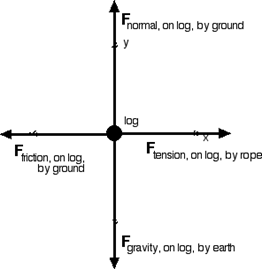 F normal, on log, by ground
y
log
x
F friction, on log,
by ground
F tension, on log, by rope
F gravity, on log, by earth